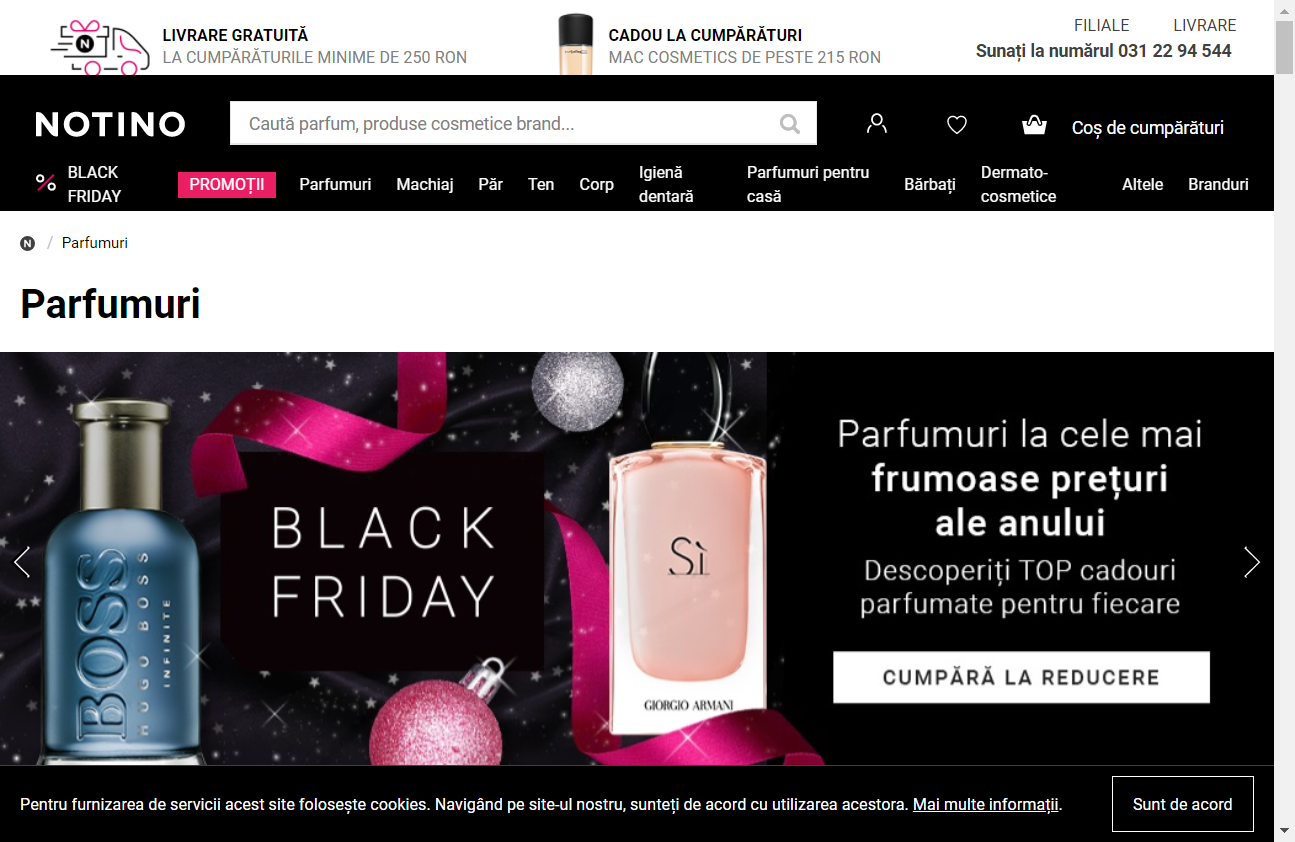 LIVRARE GRATUITĂ
LA CUMPĂRĂTURILE MINIME DE 250 RON
CADOU LA CUMPĂRĂTURI
MAC COSMETICS DE PESTE 215 RON
FILIALE LIVRARE
Sunați la numărul 031 22 94 544
NOTINO
Caută parfum, produse cosmetice brand...
Coș de cumpărături
BLACK
FRIDAY
PROMOȚII
Parfumuri
Machiaj
Păr
Ten
Corp
Igienă
dentară
Parfumuri pentru
casă
Bărbați
Dermato-
cosmetice
Altele
Branduri
N / Parfumuri
Parfumuri
BOSS
HUGO BOSS
INFINITE
BLACK
FRIDAY
Sì
GIORGIO ARMANI
Parfumuri la cele mai
frumoase prețuri
ale anului
Descoperiți TOP cadouri
parfumate pentru fiecare
CUMPĂRĂ LA REDUCERE
Pentru furnizarea de servicii acest site folosește cookies. Navigând pe site-ul nostru, sunteți de acord cu utilizarea acestora. Mai multe informații.
Sunt de acord